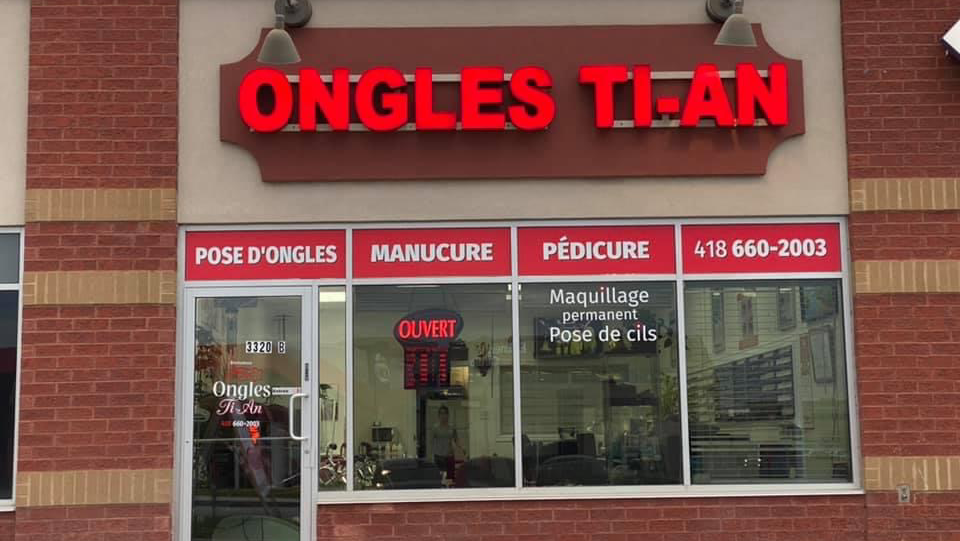 ONGLES TI-AN
POSE D'ONGLES
MANUCURE
PÉDICURE
418 660-2003
Maquillage
permanent
Pose de cils
OUVERT
3320 B
Ongles
Ti-An
418 660-2003